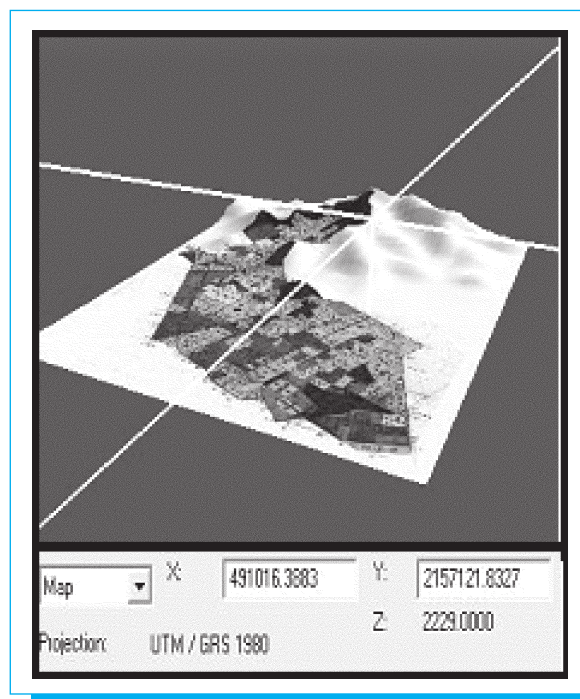 Map X: 491016.3883 Y: 2157121.8327
Z: 2229.0000
Projection: UTM / GRS 1980